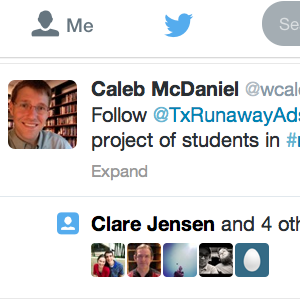 Me
Se
Caleb McDaniel @wcal
Follow @TxRunawayAds
project of students in #
Expand
Clare Jensen and 4 oth